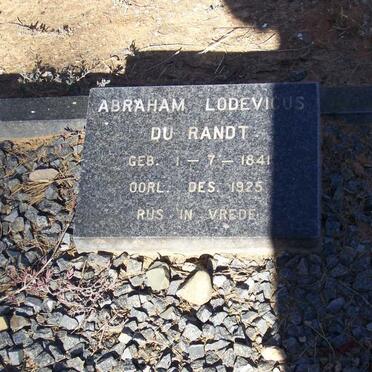 ABRAHAM LODEVICUS
DU RANDT
GEB. 1-7-1841
OORL. DES. 1925
RUS IN VREDE